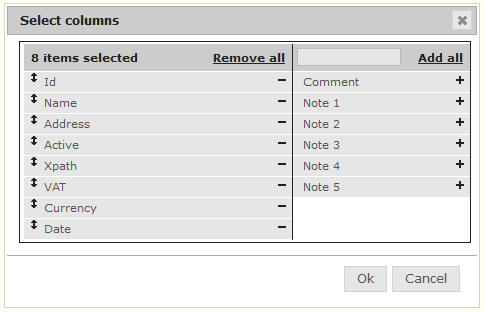 Select columns
8 items selected Remove all Add all
Id Comment
Name Note 1
Address Note 2
Active Note 3
Xpath Note 4
VAT Note 5
Currency
Date
Ok Cancel